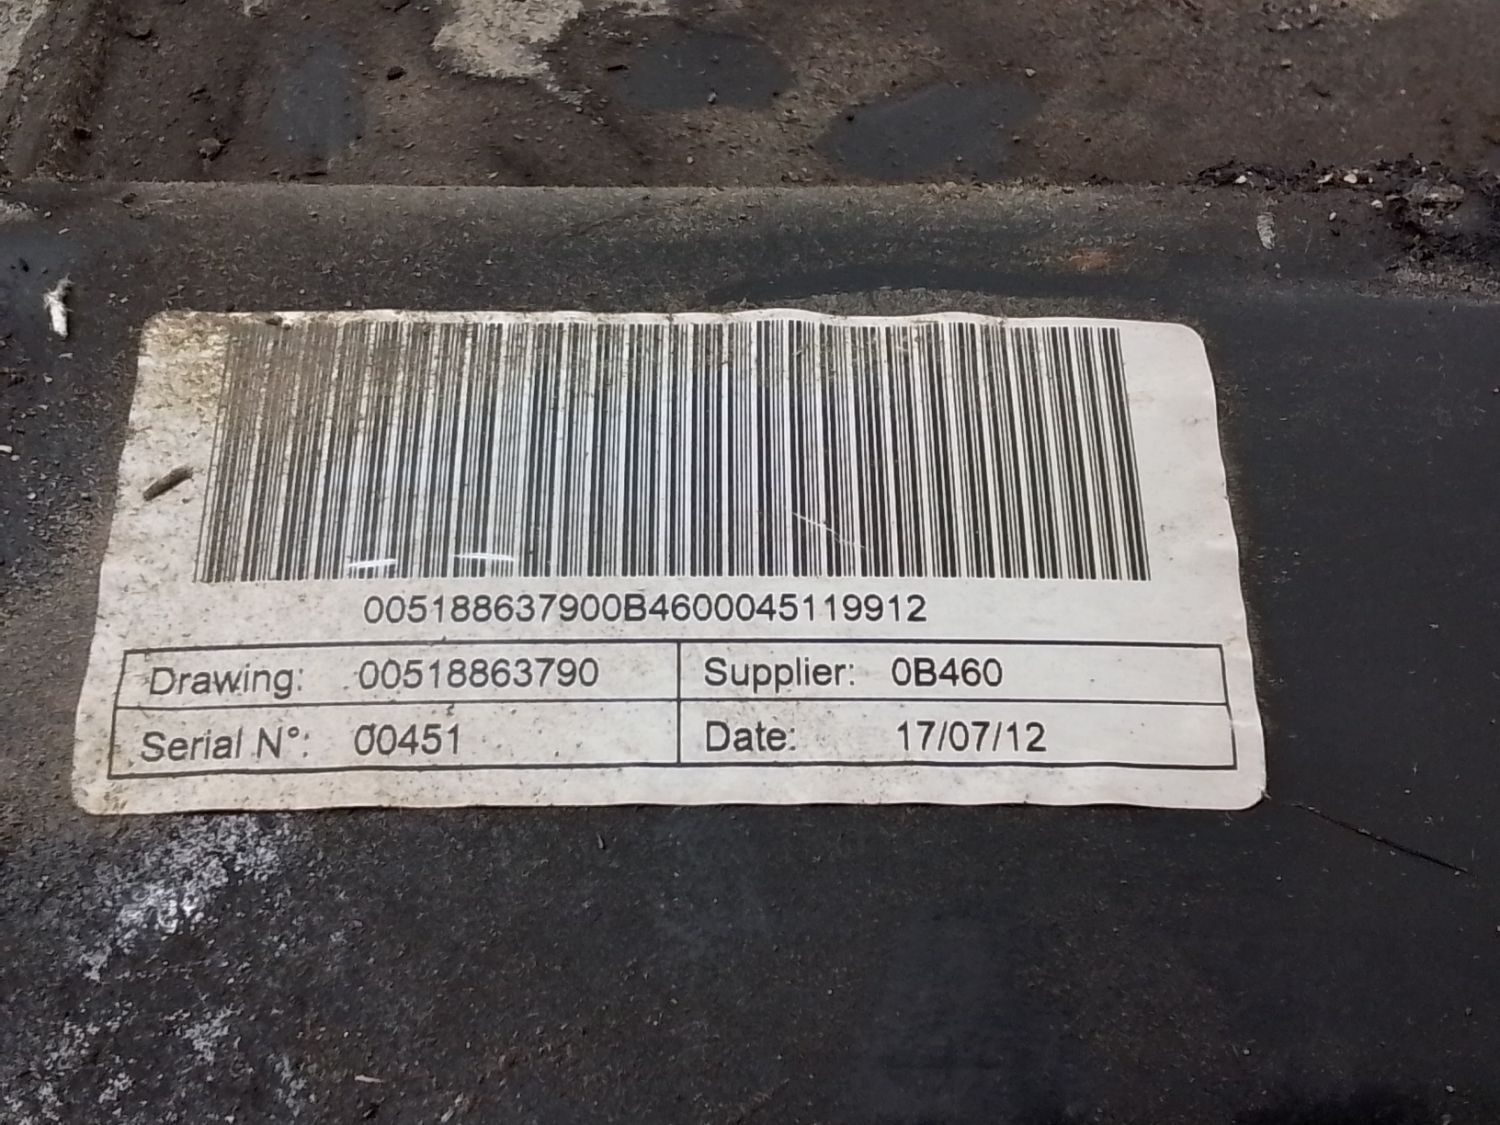 005188637900B4600045119912
Drawing: 00518863790 Supplier: 0B460
Serial N°: 00451 Date: 17/07/12